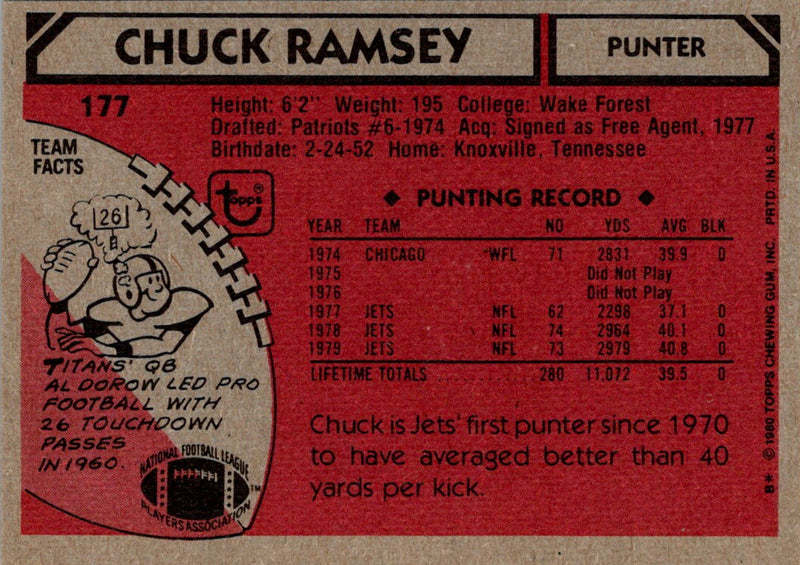 CHUCK RAMSEY
PUNTER
177
Height: 6'2" Weight: 195 College: Wake Forest
Drafted: Patriots #6-1974 Acq: Signed as Free Agent, 1977
Birthdate: 2-24-52 Home: Knoxville, Tennessee
TEAM
FACTS
26
topps ®
TITANS' QB
AL DOROW LED PRO
FOOTBALL WITH
26 TOUCHDOWN
PASSES
IN 1960.
NATIONAL FOOTBALL LEAGUE
PLAYERS ASSOCIATION ™
◆ PUNTING RECORD ◆
YEAR TEAM NO YDS AVG BLK
1974 CHICAGO WFL 71 2831 39.9 0
1975 Did Not Play
1976 Did Not Play
1977 JETS NFL 62 2298 37.1 0
1978 JETS NFL 74 2964 40.1 0
1979 JETS NFL 73 2979 40.8 0
LIFETIME TOTALS 280 11,072 39.5 0
Chuck is Jets' first punter since 1970
to have averaged better than 40
yards per kick.
B* © 1980 TOPPS CHEWING GUM, INC. PRTD. IN U.S.A.